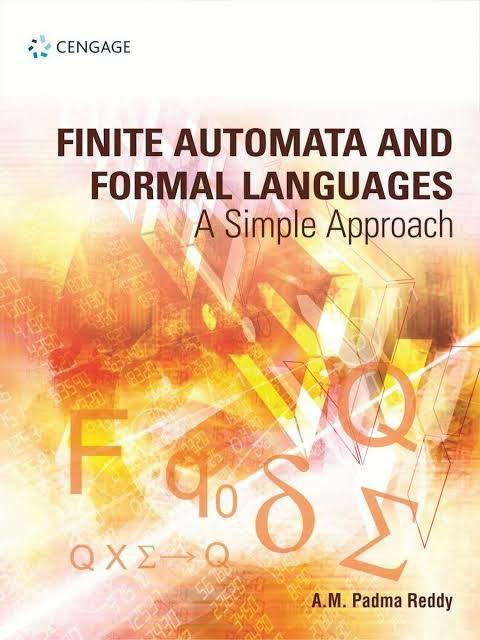 CENGAGE
FINITE AUTOMATA AND
FORMAL LANGUAGES
A Simple Approach
F
Q
q₀
δ
Σ
Q X Σ→Q
A.M. Padma Reddy